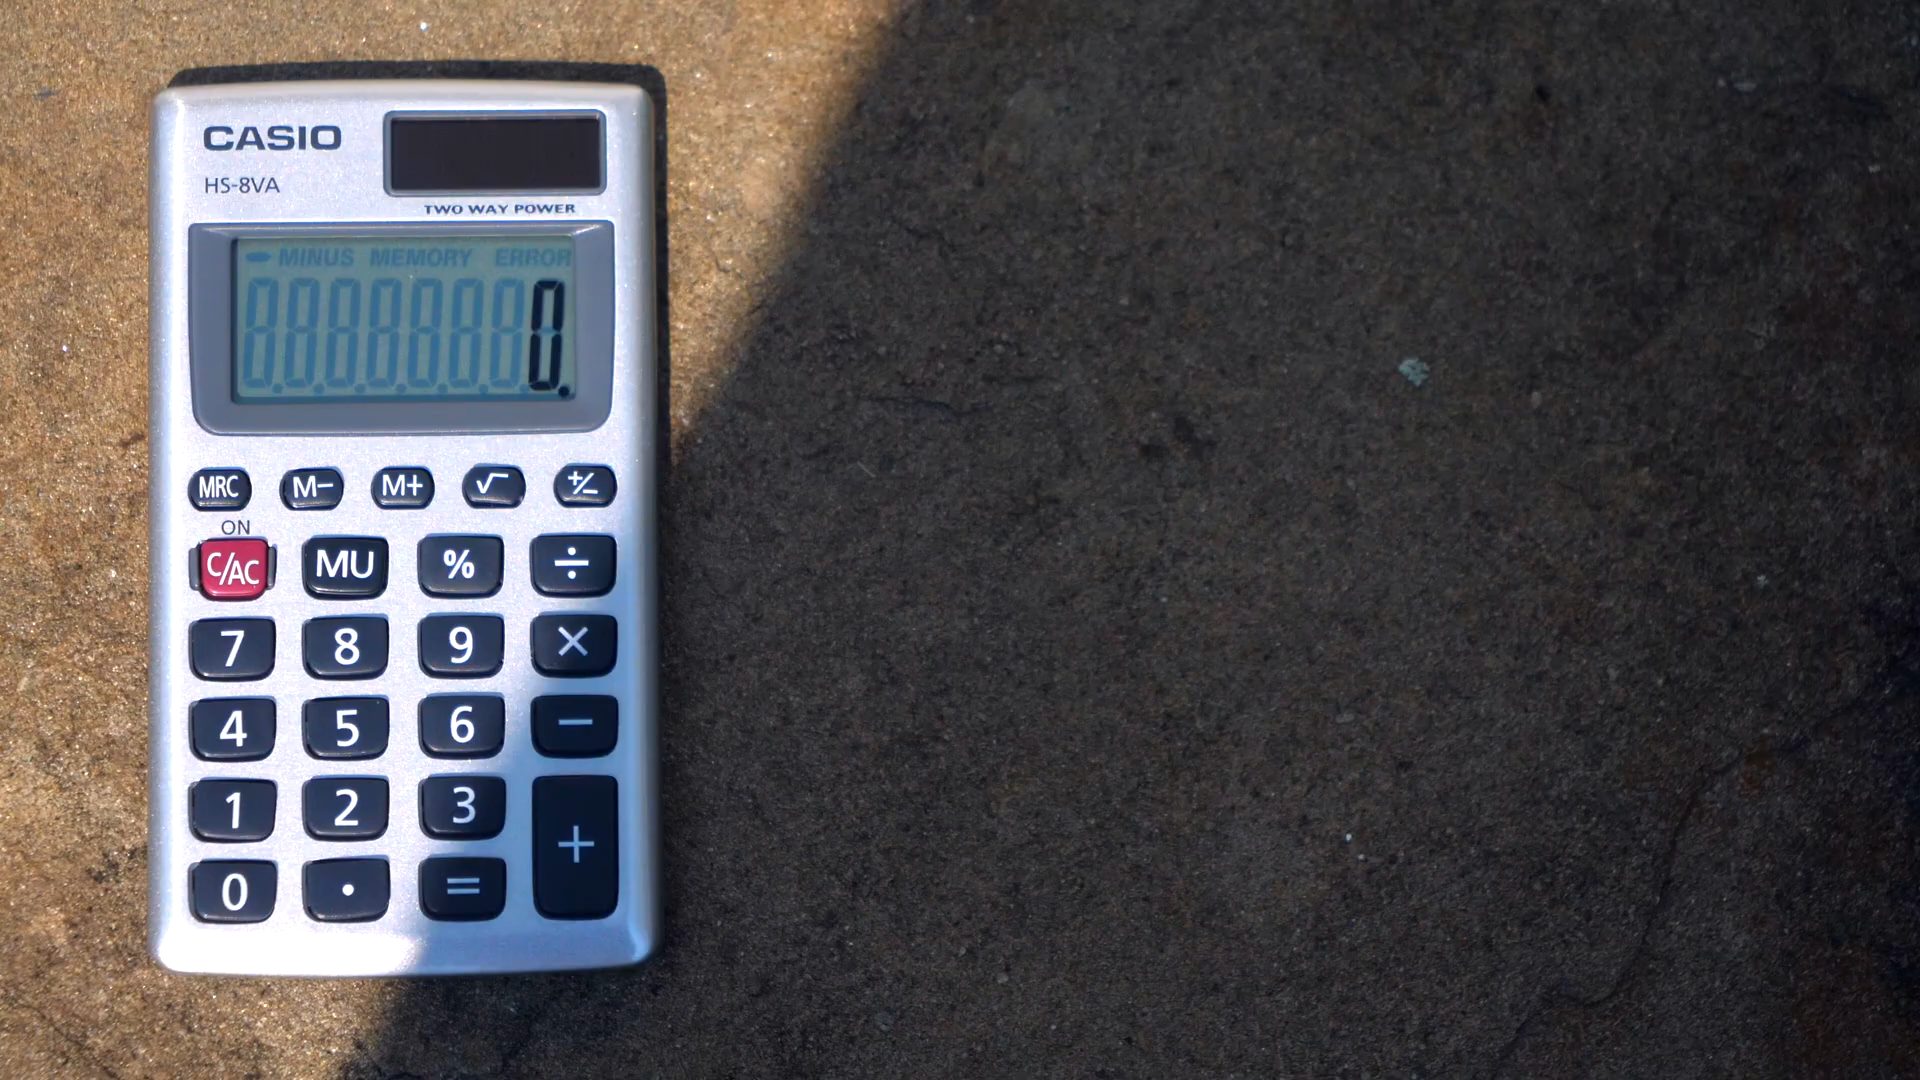 CASIO
HS-8VA
TWO WAY POWER
MINUS MEMORY ERROR
0.
MRC M− M+ √ +/−
ON
C/AC MU % ÷
7 8 9 ×
4 5 6 −
1 2 3 +
0 . =